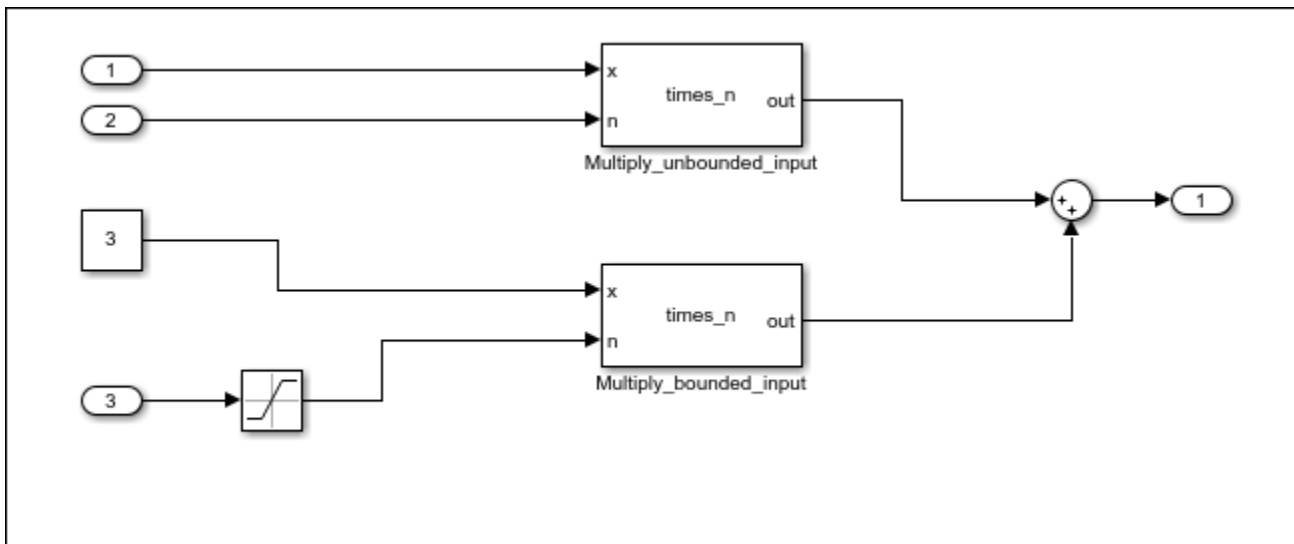 1
x
times_n
out
2
n
Multiply_unbounded_input
1
3
x
times_n
out
n
Multiply_bounded_input
3